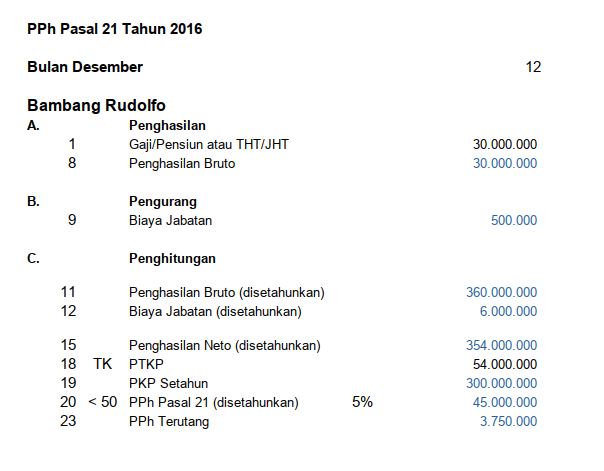 PPh Pasal 21 Tahun 2016
Bulan Desember 12
Bambang Rudolfo
A. Penghasilan
1 Gaji/Pensiun atau THT/JHT 30.000.000
8 Penghasilan Bruto 30.000.000
B. Pengurang
9 Biaya Jabatan 500.000
C. Penghitungan
11 Penghasilan Bruto (disetahunkan) 360.000.000
12 Biaya Jabatan (disetahunkan) 6.000.000
15 Penghasilan Neto (disetahunkan) 354.000.000
18 TK PTKP 54.000.000
19 PKP Setahun 300.000.000
20 < 50 PPh Pasal 21 (disetahunkan) 5% 45.000.000
23 PPh Terutang 3.750.000